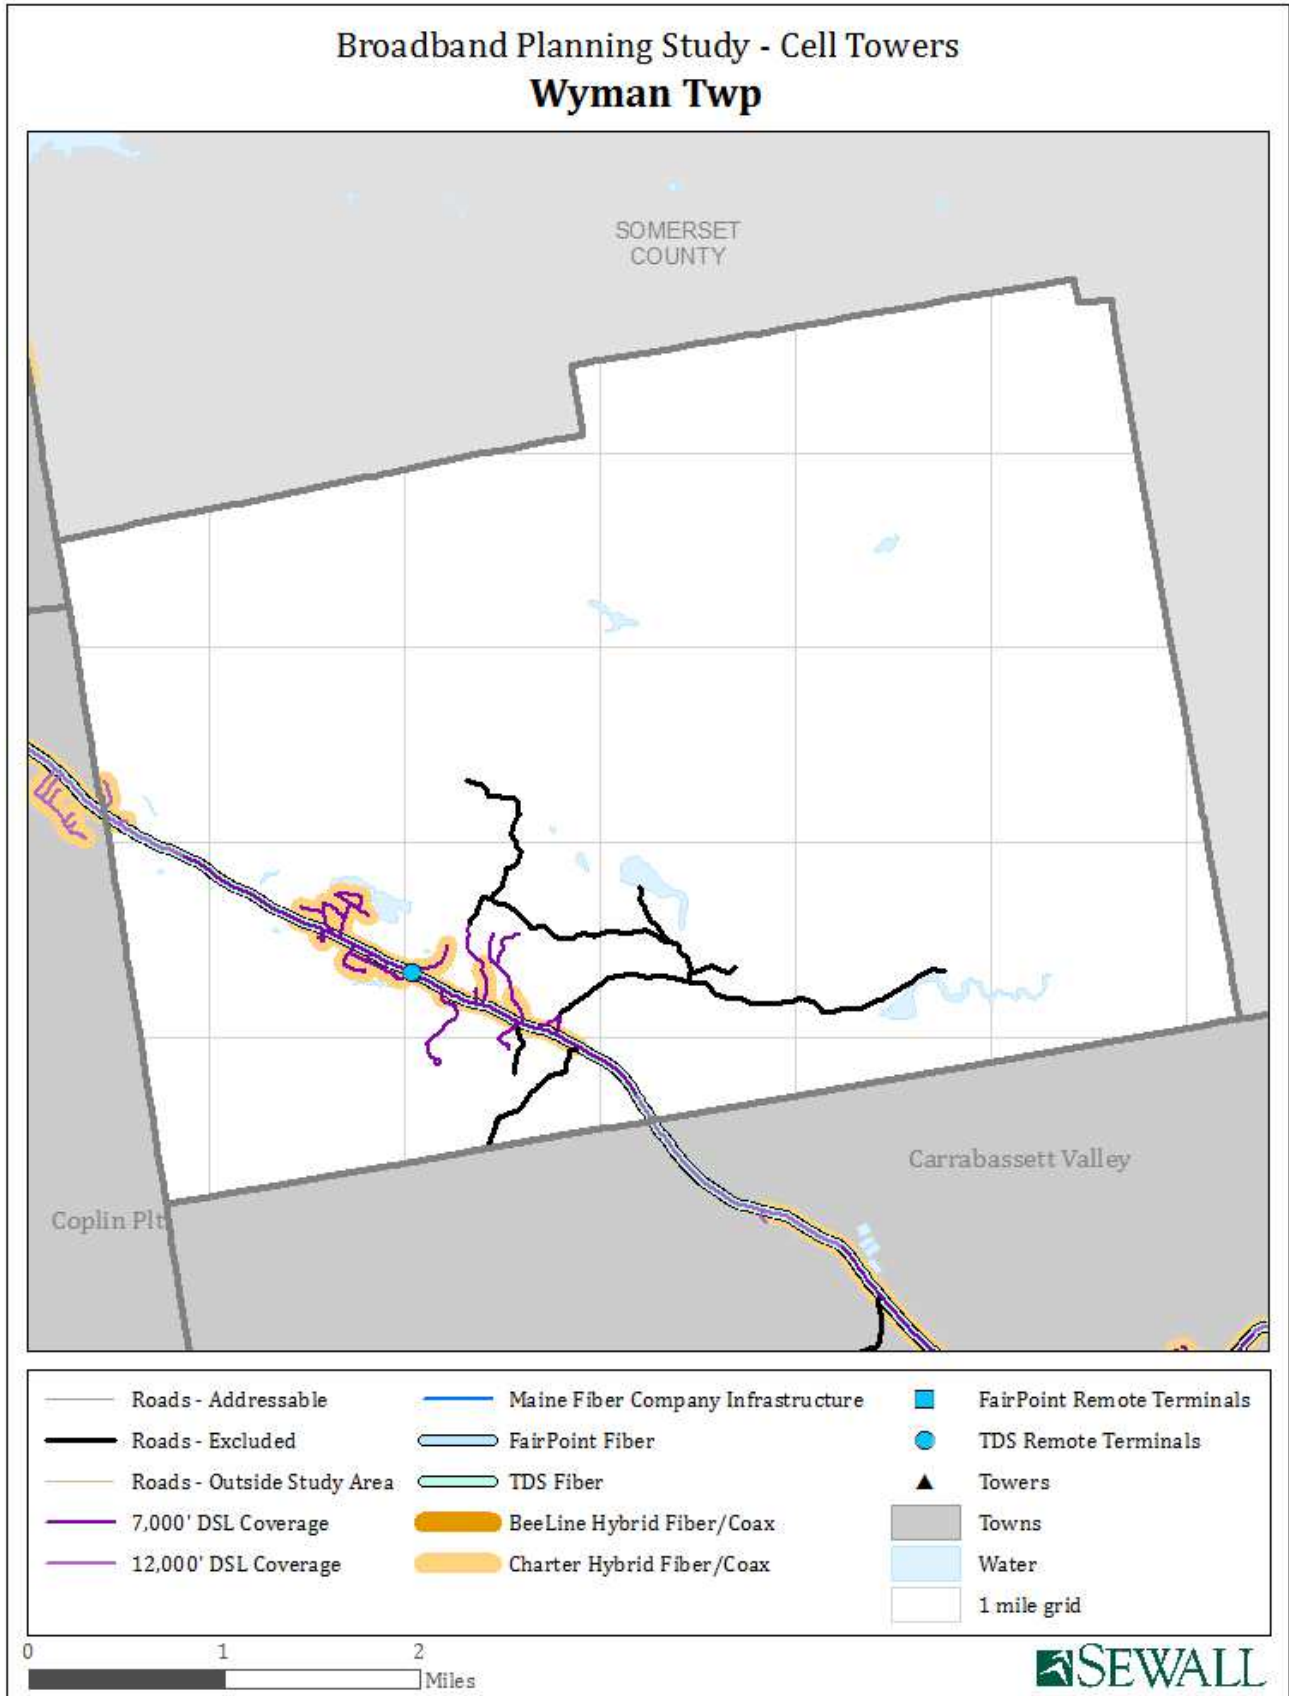 Broadband Planning Study - Cell Towers
Wyman Twp
SOMERSET
COUNTY
Carrabassett Valley
Coplin Plt
Roads - Addressable
Roads - Excluded
Roads - Outside Study Area
7,000' DSL Coverage
12,000' DSL Coverage
Maine Fiber Company Infrastructure
FairPoint Fiber
TDS Fiber
BeeLine Hybrid Fiber/Coax
Charter Hybrid Fiber/Coax
FairPoint Remote Terminals
TDS Remote Terminals
Towers
Towns
Water
1 mile grid
0 1 2
Miles
SEWALL